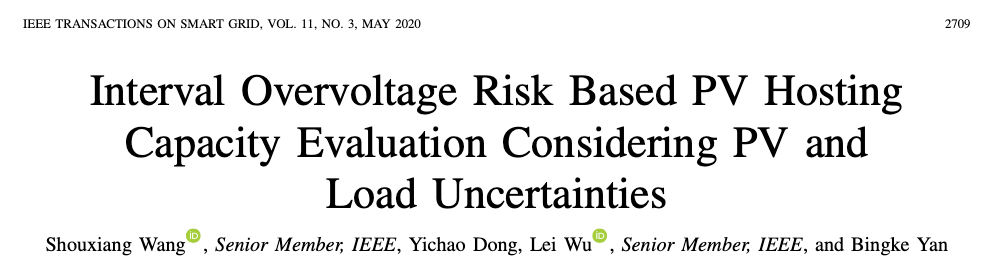 IEEE TRANSACTIONS ON SMART GRID, VOL. 11, NO. 3, MAY 2020 2709
Interval Overvoltage Risk Based PV Hosting
Capacity Evaluation Considering PV and
Load Uncertainties
Shouxiang Wang iD, Senior Member, IEEE, Yichao Dong, Lei Wu iD, Senior Member, IEEE, and Bingke Yan